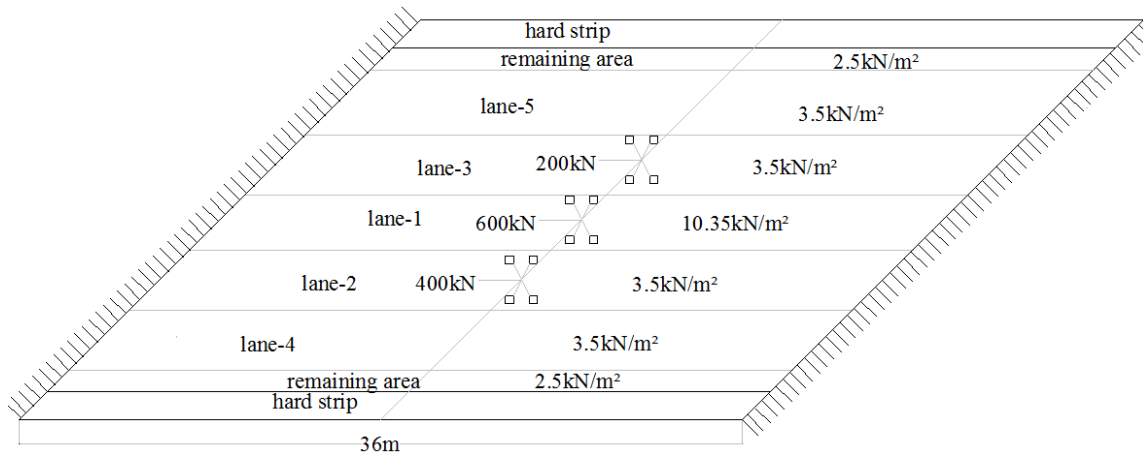 hard strip
remaining area 2.5kN/m²
lane-5 3.5kN/m²
lane-3 200kN 3.5kN/m²
lane-1 600kN 10.35kN/m²
lane-2 400kN 3.5kN/m²
lane-4 3.5kN/m²
remaining area 2.5kN/m²
hard strip
36m